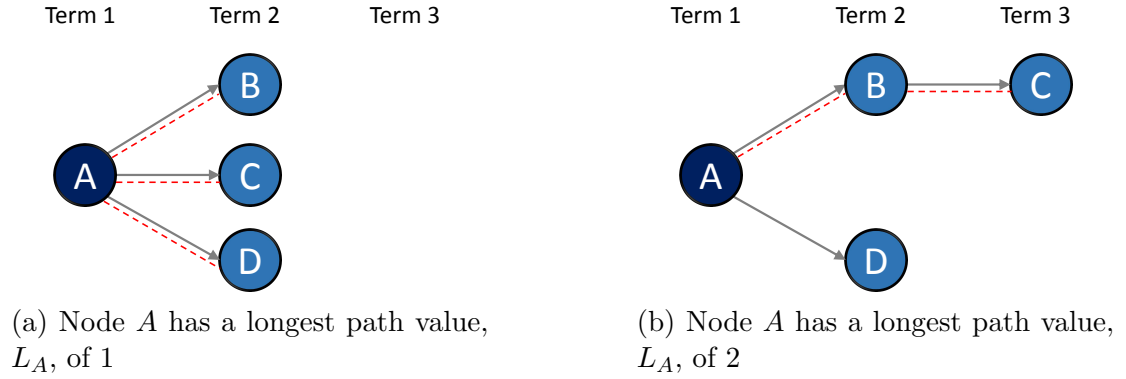 Term 1 Term 2 Term 3
B
A
C
D
(a) Node A has a longest path value,
L_A, of 1
Term 1 Term 2 Term 3
B C
A
D
(b) Node A has a longest path value,
L_A, of 2